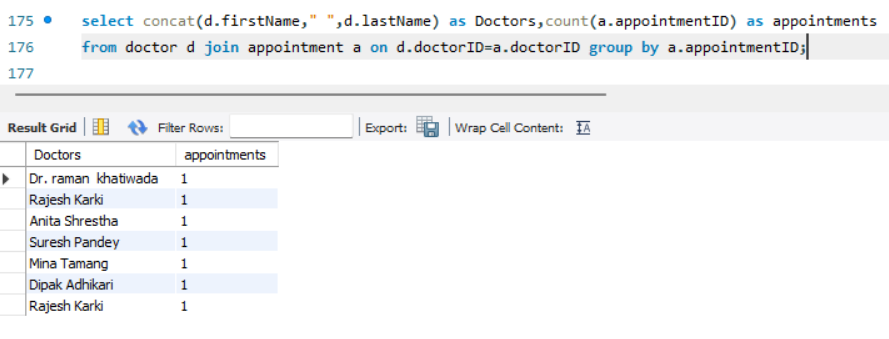 175 select concat(d.firstName," ",d.lastName) as Doctors,count(a.appointmentID) as appointments
176 from doctor d join appointment a on d.doctorID=a.doctorID group by a.appointmentID;
177
Result Grid Filter Rows: Export: Wrap Cell Content: IA
Doctors appointments
Dr. raman khatiwada 1
Rajesh Karki 1
Anita Shrestha 1
Suresh Pandey 1
Mina Tamang 1
Dipak Adhikari 1
Rajesh Karki 1